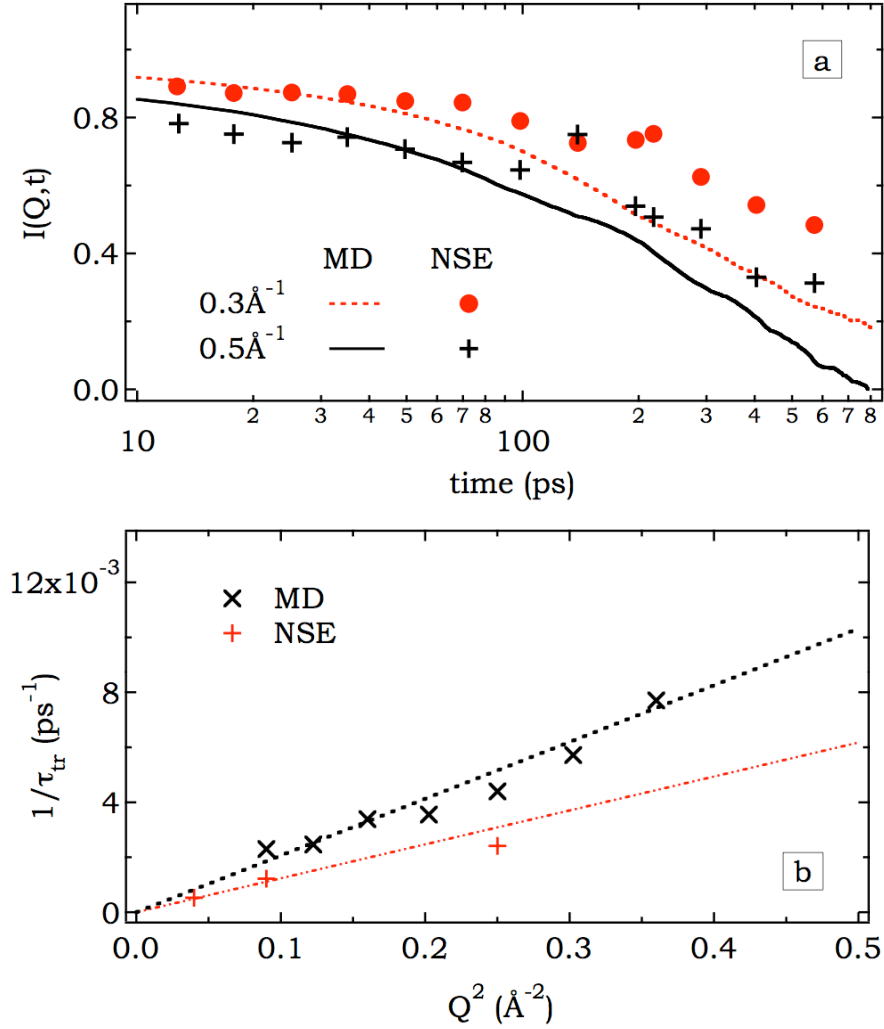 a
I(Q,t)
0.8
0.4
0.0
MD NSE
0.3Å⁻¹
0.5Å⁻¹
10 2 3 4 5 6 7 8 100 2 3 4 5 6 7 8
time (ps)
12x10⁻³
8
4
0
1/τtr (ps⁻¹)
MD
NSE
b
0.0 0.1 0.2 0.3 0.4 0.5
Q² (Å⁻²)